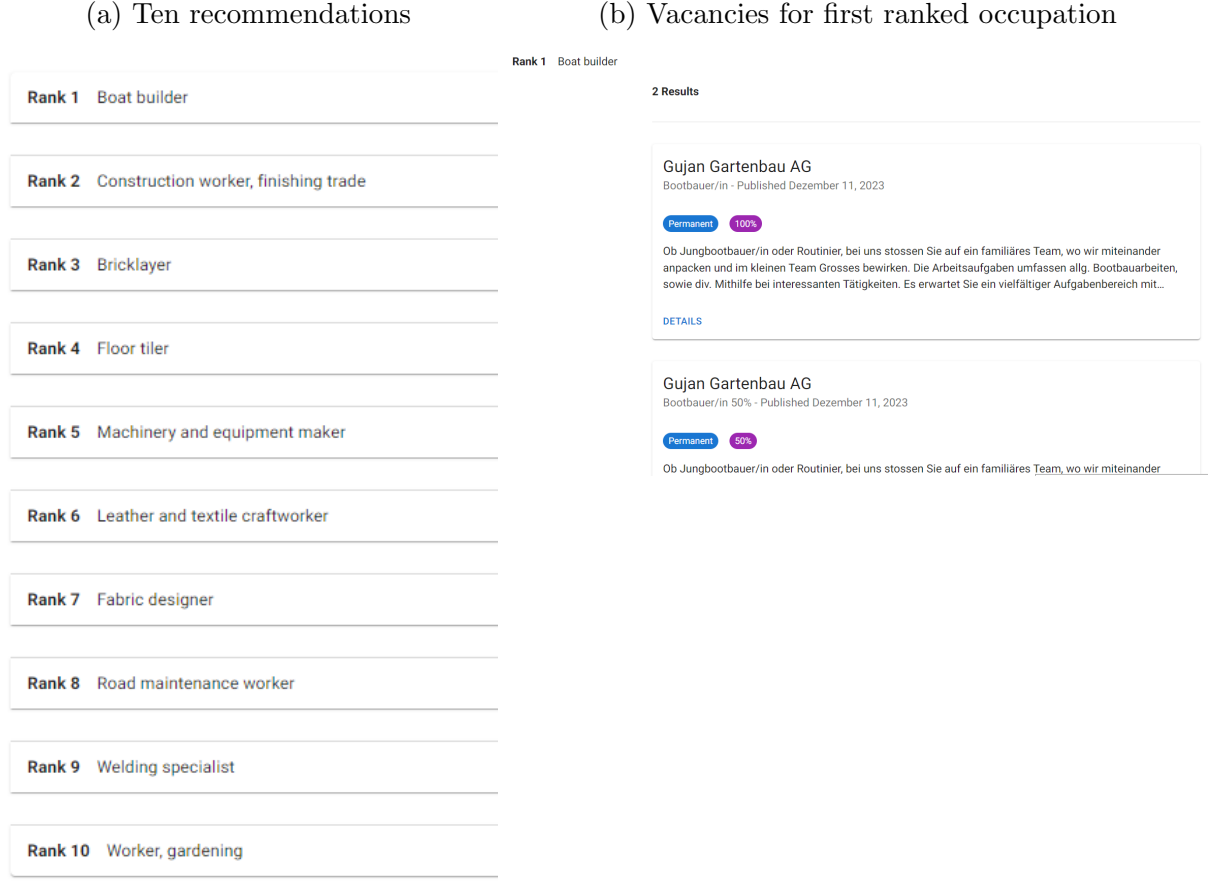 (a) Ten recommendations
Rank 1 Boat builder
Rank 2 Construction worker, finishing trade
Rank 3 Bricklayer
Rank 4 Floor tiler
Rank 5 Machinery and equipment maker
Rank 6 Leather and textile craftworker
Rank 7 Fabric designer
Rank 8 Road maintenance worker
Rank 9 Welding specialist
Rank 10 Worker, gardening
(b) Vacancies for first ranked occupation
Rank 1 Boat builder
2 Results
Gujan Gartenbau AG
Bootbauer/in - Published Dezember 11, 2023
Permanent 100%
Ob Jungbootbauer/in oder Routinier, bei uns stossen Sie auf ein familiäres Team, wo wir miteinander
anpacken und im kleinen Team Grosses bewirken. Die Arbeitsaufgaben umfassen allg. Bootbauarbeiten,
sowie div. Mithilfe bei interessanten Tätigkeiten. Es erwartet Sie ein vielfältiger Aufgabenbereich mit...
DETAILS
Gujan Gartenbau AG
Bootbauer/in 50% - Published Dezember 11, 2023
Permanent 50%
Ob Jungbootbauer/in oder Routinier, bei uns stossen Sie auf ein familiäres Team, wo wir miteinander